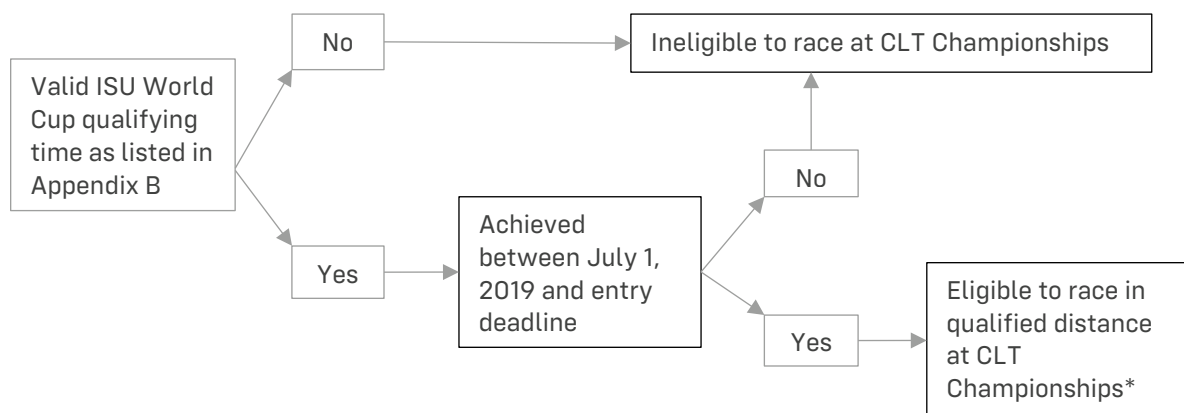 No
Ineligible to race at CLT Championships
Valid ISU World
Cup qualifying
time as listed in
Appendix B
No
Achieved
between July 1,
2019 and entry
deadline
Yes
Eligible to race in
qualified distance
at CLT
Championships*
Yes